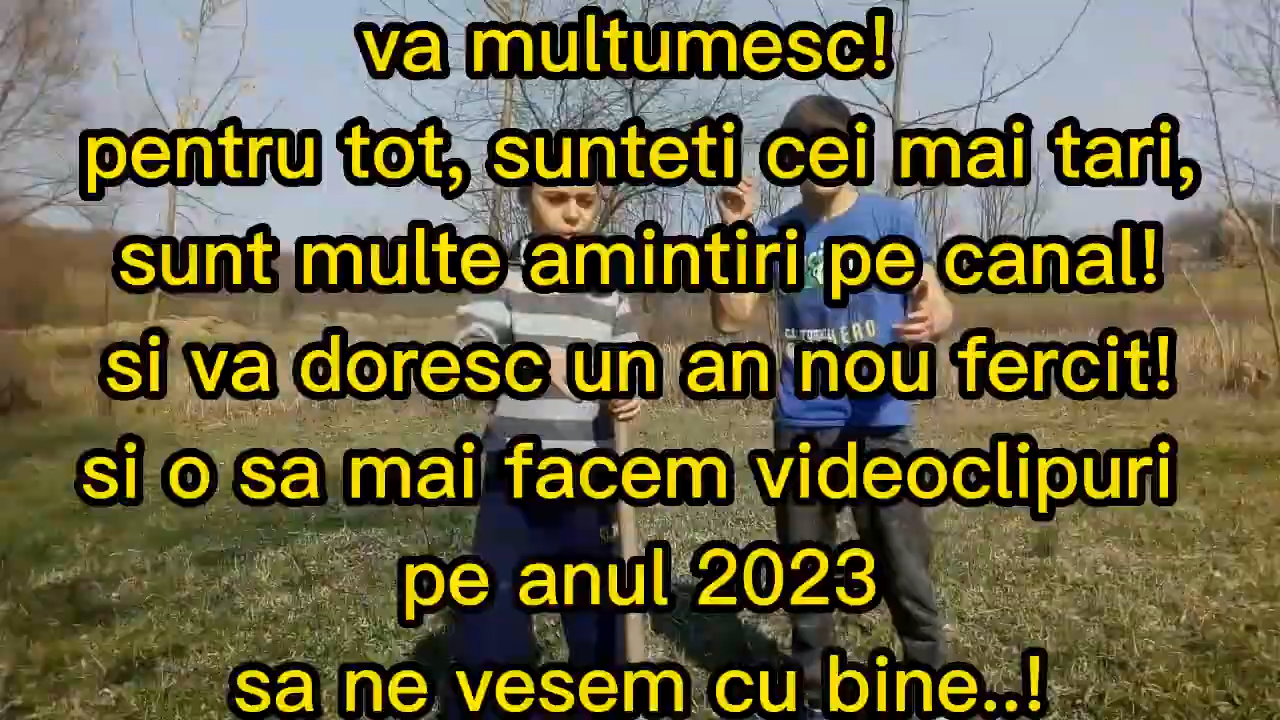 va multumesc!
pentru tot, sunteti cei mai tari,
sunt multe amintiri pe canal!
si va doresc un an nou fercit!
si o sa mai facem videoclipuri
pe anul 2023
sa ne vesem cu bine..!